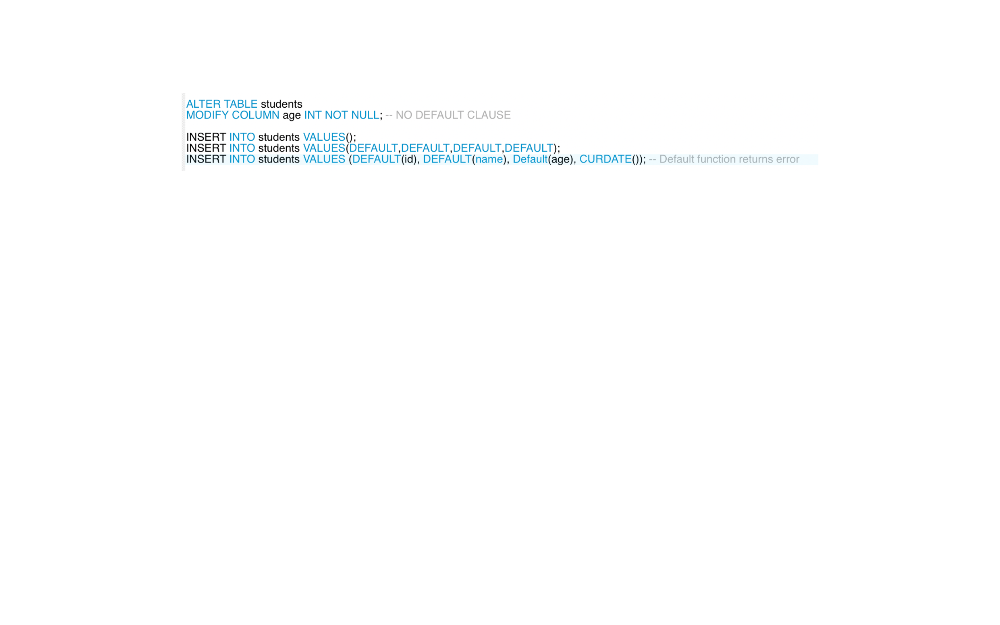 ALTER TABLE students
MODIFY COLUMN age INT NOT NULL; -- NO DEFAULT CLAUSE
INSERT INTO students VALUES();
INSERT INTO students VALUES(DEFAULT,DEFAULT,DEFAULT,DEFAULT);
INSERT INTO students VALUES (DEFAULT(id), DEFAULT(name), Default(age), CURDATE()); -- Default function returns error